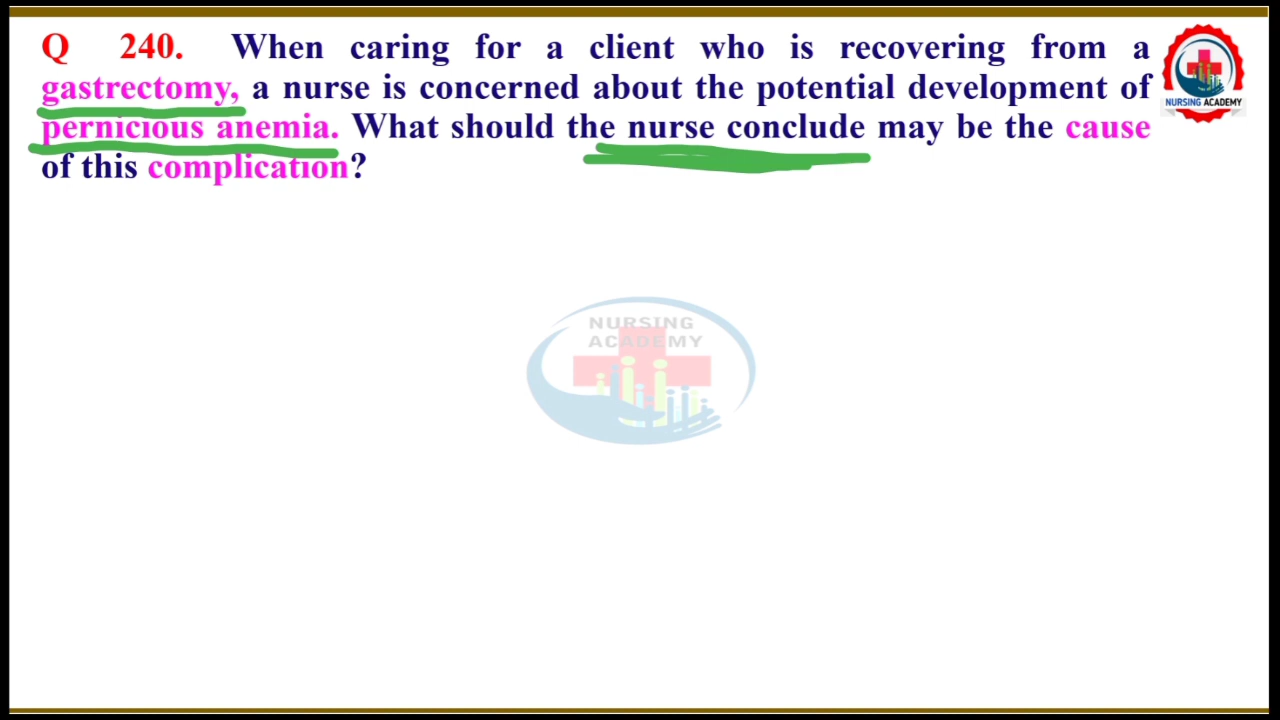 Q 240. When caring for a client who is recovering from a
gastrectomy, a nurse is concerned about the potential development of
pernicious anemia. What should the nurse conclude may be the cause
of this complication?
NURSING ACADEMY
NURSING
ACADEMY